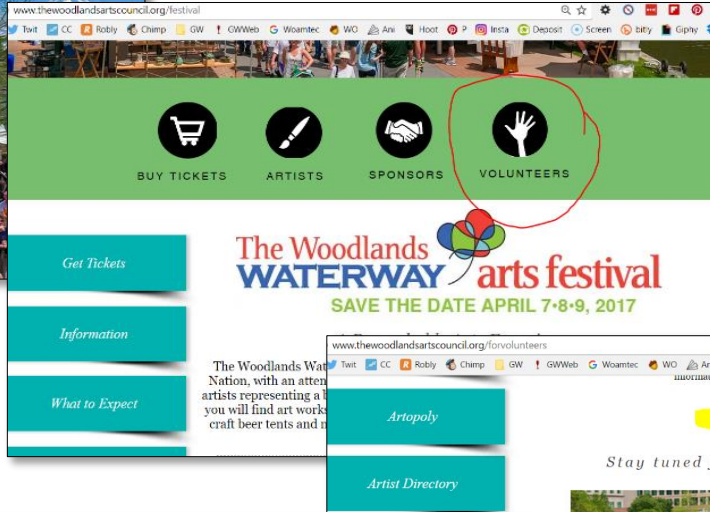 www.thewoodlandsartscouncil.org/festival
Twit CC Robly Chimp GW GWWeb Woamtec WO Ani Hoot P Insta Deposit Screen bitly Giphy
BUY TICKETS ARTISTS SPONSORS VOLUNTEERS
The Woodlands
WATERWAY arts festival
SAVE THE DATE APRIL 7•8•9, 2017
Get Tickets
Information
What to Expect
The Woodlands Wat
Nation, with an atten
artists representing a
you will find art works
craft beer tents and
www.thewoodlandsartscouncil.org/forvolunteers
Twit CC Robly Chimp GW GWWeb Woamtec WO
Artopoly
Artist Directory
Stay tuned